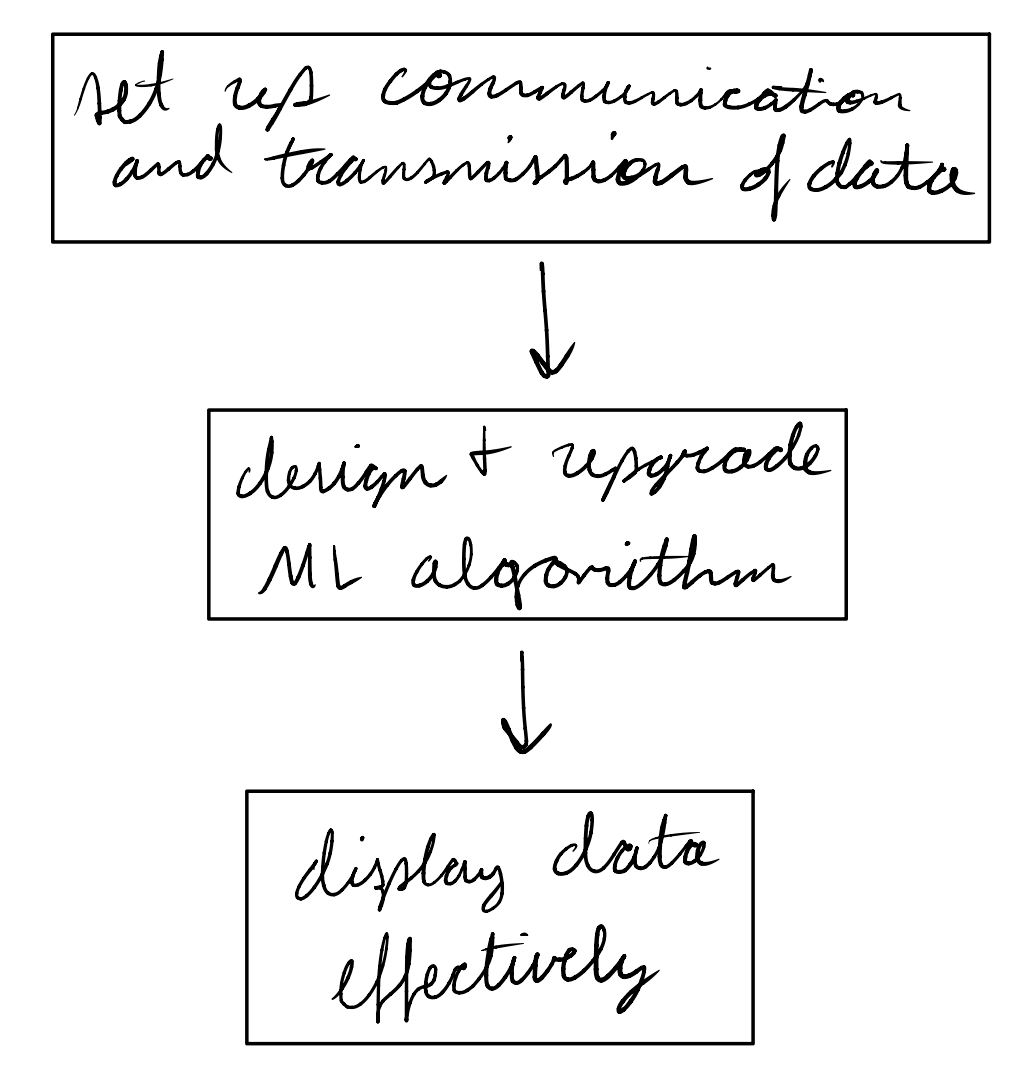 set up communication
and transmission of data
design + upgrade
ML algorithm
display data
effectively